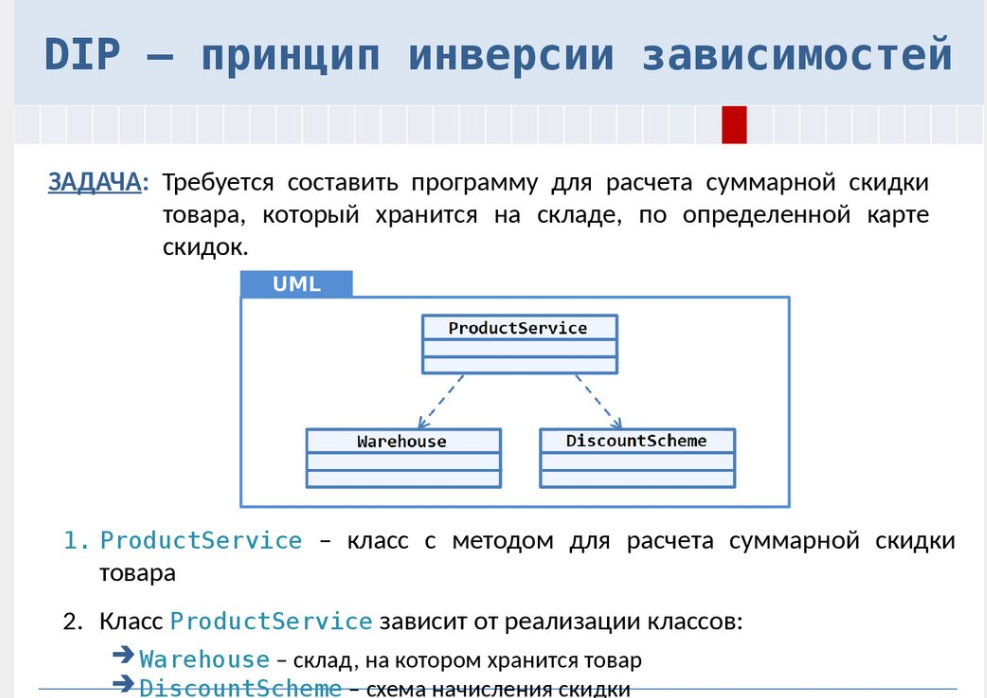 DIP – принцип инверсии зависимостей
ЗАДАЧА: Требуется составить программу для расчета суммарной скидки
товара, который хранится на складе, по определенной карте
скидок.
UML
ProductService
Warehouse
DiscountScheme
1. ProductService – класс с методом для расчета суммарной скидки
товара
2. Класс ProductService зависит от реализации классов:
➔ Warehouse – склад, на котором хранится товар
➔ DiscountScheme – схема начисления скидки